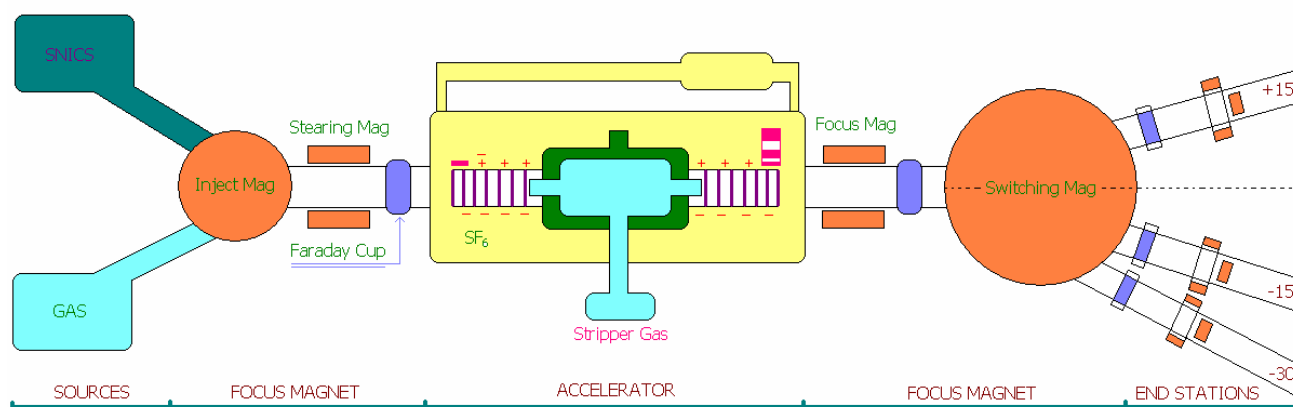 SNICS
+15
Stearing Mag
Focus Mag
Inject Mag
Switching Mag
SF6
Faraday Cup
GAS
-15
Stripper Gas
-30
SOURCES
FOCUS MAGNET
ACCELERATOR
FOCUS MAGNET
END STATIONS